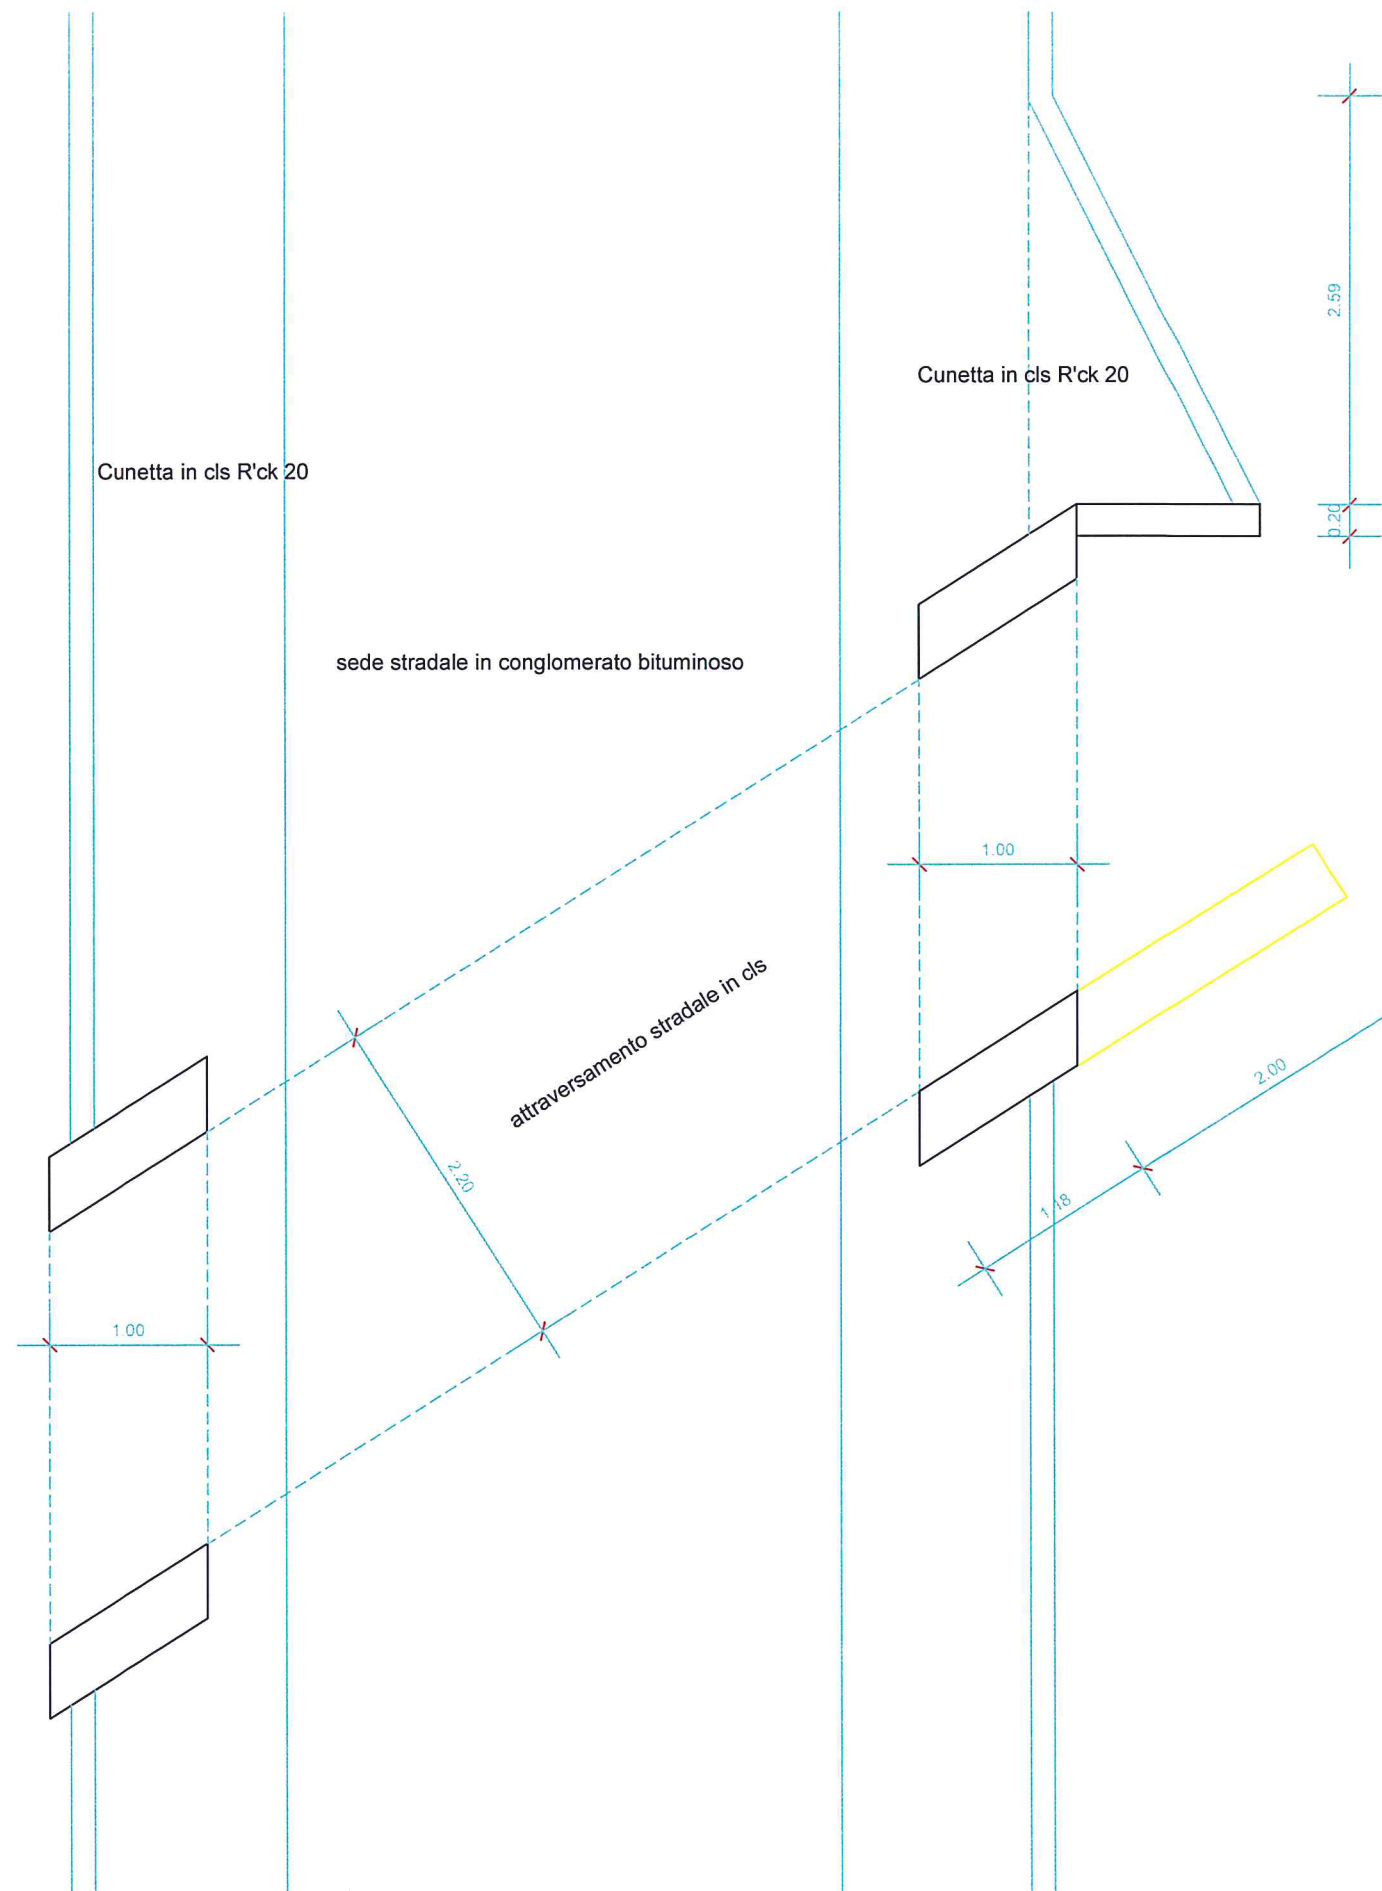 2.59
Cunetta in cls R'ck 20
Cunetta in cls R'ck 20
0.20
sede stradale in conglomerato bituminoso
1.00
attraversamento stradale in cls
2.00
2.20
1.18
1.00